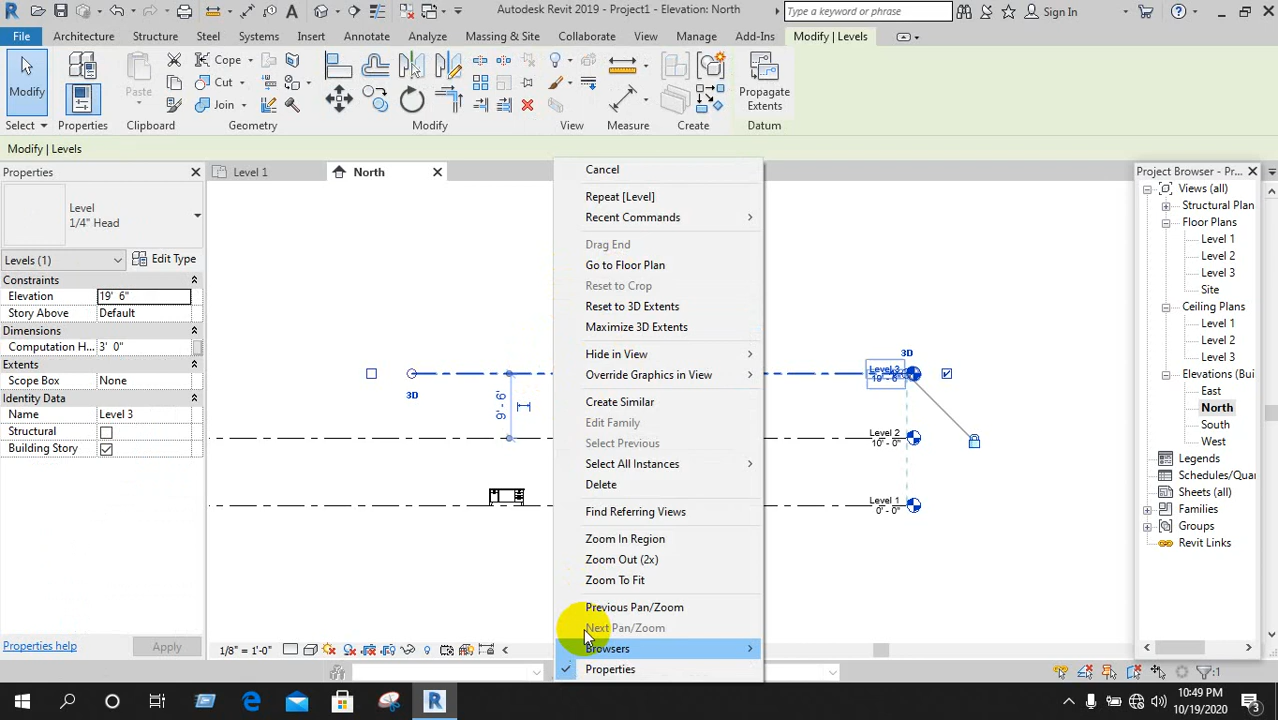 Autodesk Revit 2019 - Project1 - Elevation: North
Type a keyword or phrase
Sign In
File
Architecture
Structure
Steel
Systems
Insert
Annotate
Analyze
Massing & Site
Collaborate
View
Manage
Add-Ins
Modify | Levels
Modify
Properties
Paste
Cope
Cut
Join
Propagate
Extents
Select
Properties
Clipboard
Geometry
Modify
View
Measure
Create
Datum
Modify | Levels
Properties
Level
1/4" Head
Levels (1)
Edit Type
Constraints
Elevation
19' 6"
Story Above
Default
Dimensions
Computation H...
3' 0"
Extents
Scope Box
None
Identity Data
Name
Level 3
Structural
Building Story
Properties help
Apply
Level 1
North
3D
9' - 6"
3D
Level 3
19' - 6"
Level 2
10' - 0"
Level 1
0' - 0"
Cancel
Repeat [Level]
Recent Commands
Drag End
Go to Floor Plan
Reset to Crop
Reset to 3D Extents
Maximize 3D Extents
Hide in View
Override Graphics in View
Create Similar
Edit Family
Select Previous
Select All Instances
Delete
Find Referring Views
Zoom In Region
Zoom Out (2x)
Zoom To Fit
Previous Pan/Zoom
Next Pan/Zoom
Browsers
Properties
Project Browser - Pr...
Views (all)
Structural Plan
Floor Plans
Level 1
Level 2
Level 3
Site
Ceiling Plans
Level 1
Level 2
Level 3
Elevations (Bui
East
North
South
West
Legends
Schedules/Quar
Sheets (all)
Families
Groups
Revit Links
1/8" = 1'-0"
:1
10:49 PM
10/19/2020
3